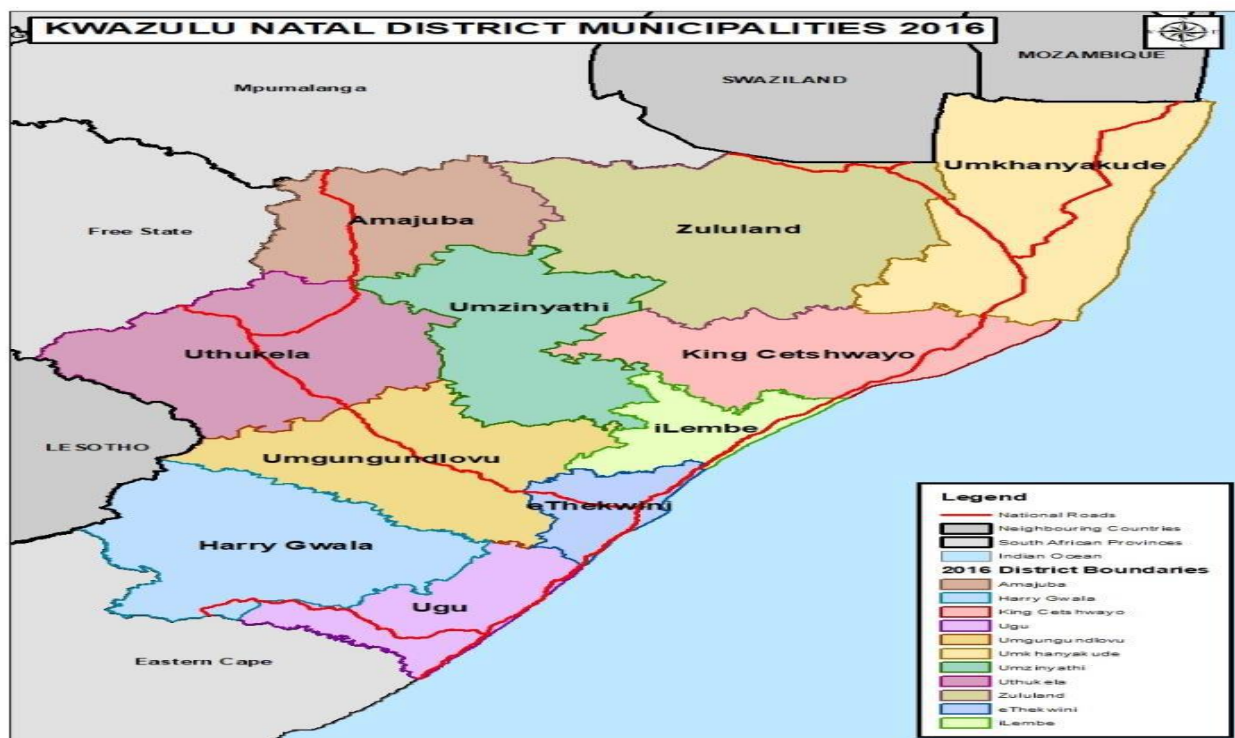 KWAZULU NATAL DISTRICT MUNICIPALITIES 2016
MOZAMBIQUE
SWAZILAND
Mpumalanga
Umkhanyakude
Amajuba
Zululand
Free State
Umzinyathi
Uthukela
King Cetshwayo
iLembe
LESOTHO
Umgungundlovu
eThekwini
Harry Gwala
Ugu
Eastern Cape
Legend
National Roads
Neighbouring Countries
South African Provinces
Indian Ocean
2016 District Boundaries
Amajuba
Harry Gwala
King Cetshwayo
Ugu
Umgungundlovu
Umkhanyakude
Umzinyathi
Uthukela
Zululand
eThekwini
iLembe